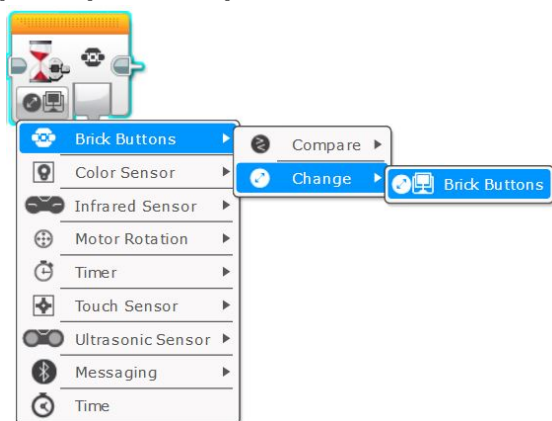 Brick Buttons
Compare
Color Sensor
Change
Brick Buttons
Infrared Sensor
Motor Rotation
Timer
Touch Sensor
Ultrasonic Sensor
Messaging
Time